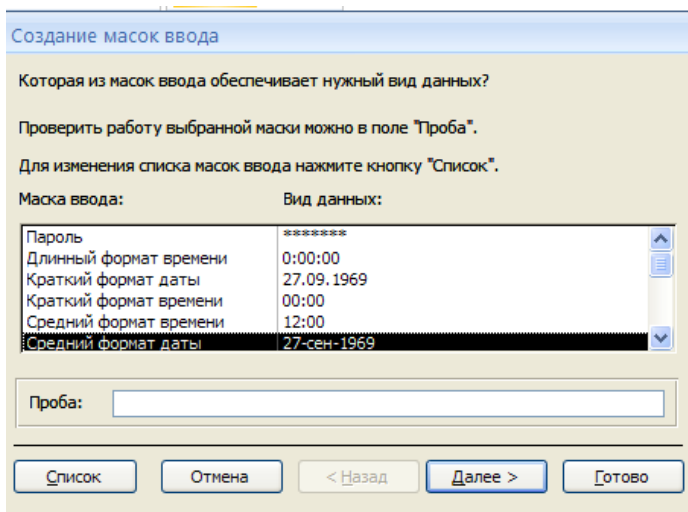 Создание масок ввода
Которая из масок ввода обеспечивает нужный вид данных?
Проверить работу выбранной маски можно в поле "Проба".
Для изменения списка масок ввода нажмите кнопку "Список".
Маска ввода: Вид данных:
Пароль *******
Длинный формат времени 0:00:00
Краткий формат даты 27.09.1969
Краткий формат времени 00:00
Средний формат времени 12:00
Средний формат даты 27-сен-1969
Проба:
Список Отмена < Назад Далее > Готово